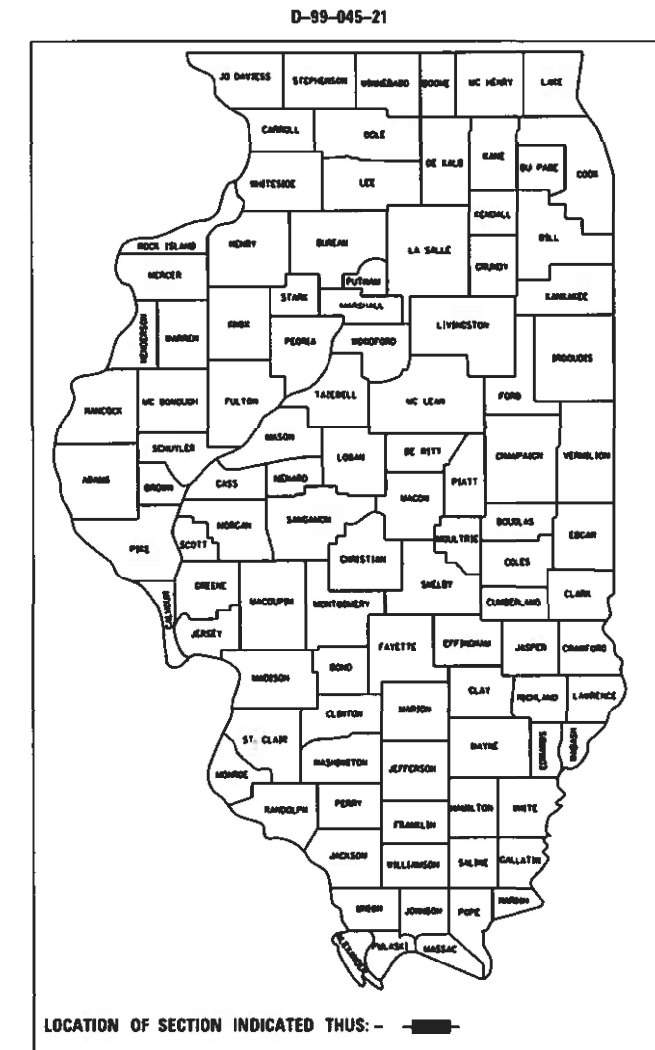 D-99-045-21
JO DAVIESS STEPHENSON WINNEBAGO BOONE MC HENRY LAKE
CARROLL OGLE DE KALB KANE DU PAGE COOK
WHITESIDE LEE
KENDALL
ROCK ISLAND HENRY BUREAU LA SALLE WILL
MERCER PUTNAM GRUNDY
STARK MARSHALL KANKAKEE
HENDERSON WARREN KNOX PEORIA WOODFORD LIVINGSTON
IROQUOIS
HANCOCK MC DONOUGH FULTON TAZEWELL MC LEAN FORD
SCHUYLER MASON
ADAMS BROWN CASS MENARD LOGAN DE WITT PIATT CHAMPAIGN VERMILION
MACON
PIKE SCOTT MORGAN SANGAMON MOULTRIE DOUGLAS EDGAR
CHRISTIAN COLES
CALHOUN GREENE MACOUPIN MONTGOMERY SHELBY CUMBERLAND CLARK
JERSEY FAYETTE EFFINGHAM JASPER CRAWFORD
MADISON BOND
CLAY RICHLAND LAWRENCE
CLINTON MARION
ST. CLAIR WAYNE EDWARDS WABASH
MONROE WASHINGTON JEFFERSON
RANDOLPH PERRY HAMILTON WHITE
FRANKLIN
JACKSON WILLIAMSON SALINE GALLATIN
UNION JOHNSON POPE HARDIN
ALEXANDER PULASKI MASSAC
LOCATION OF SECTION INDICATED THUS: -